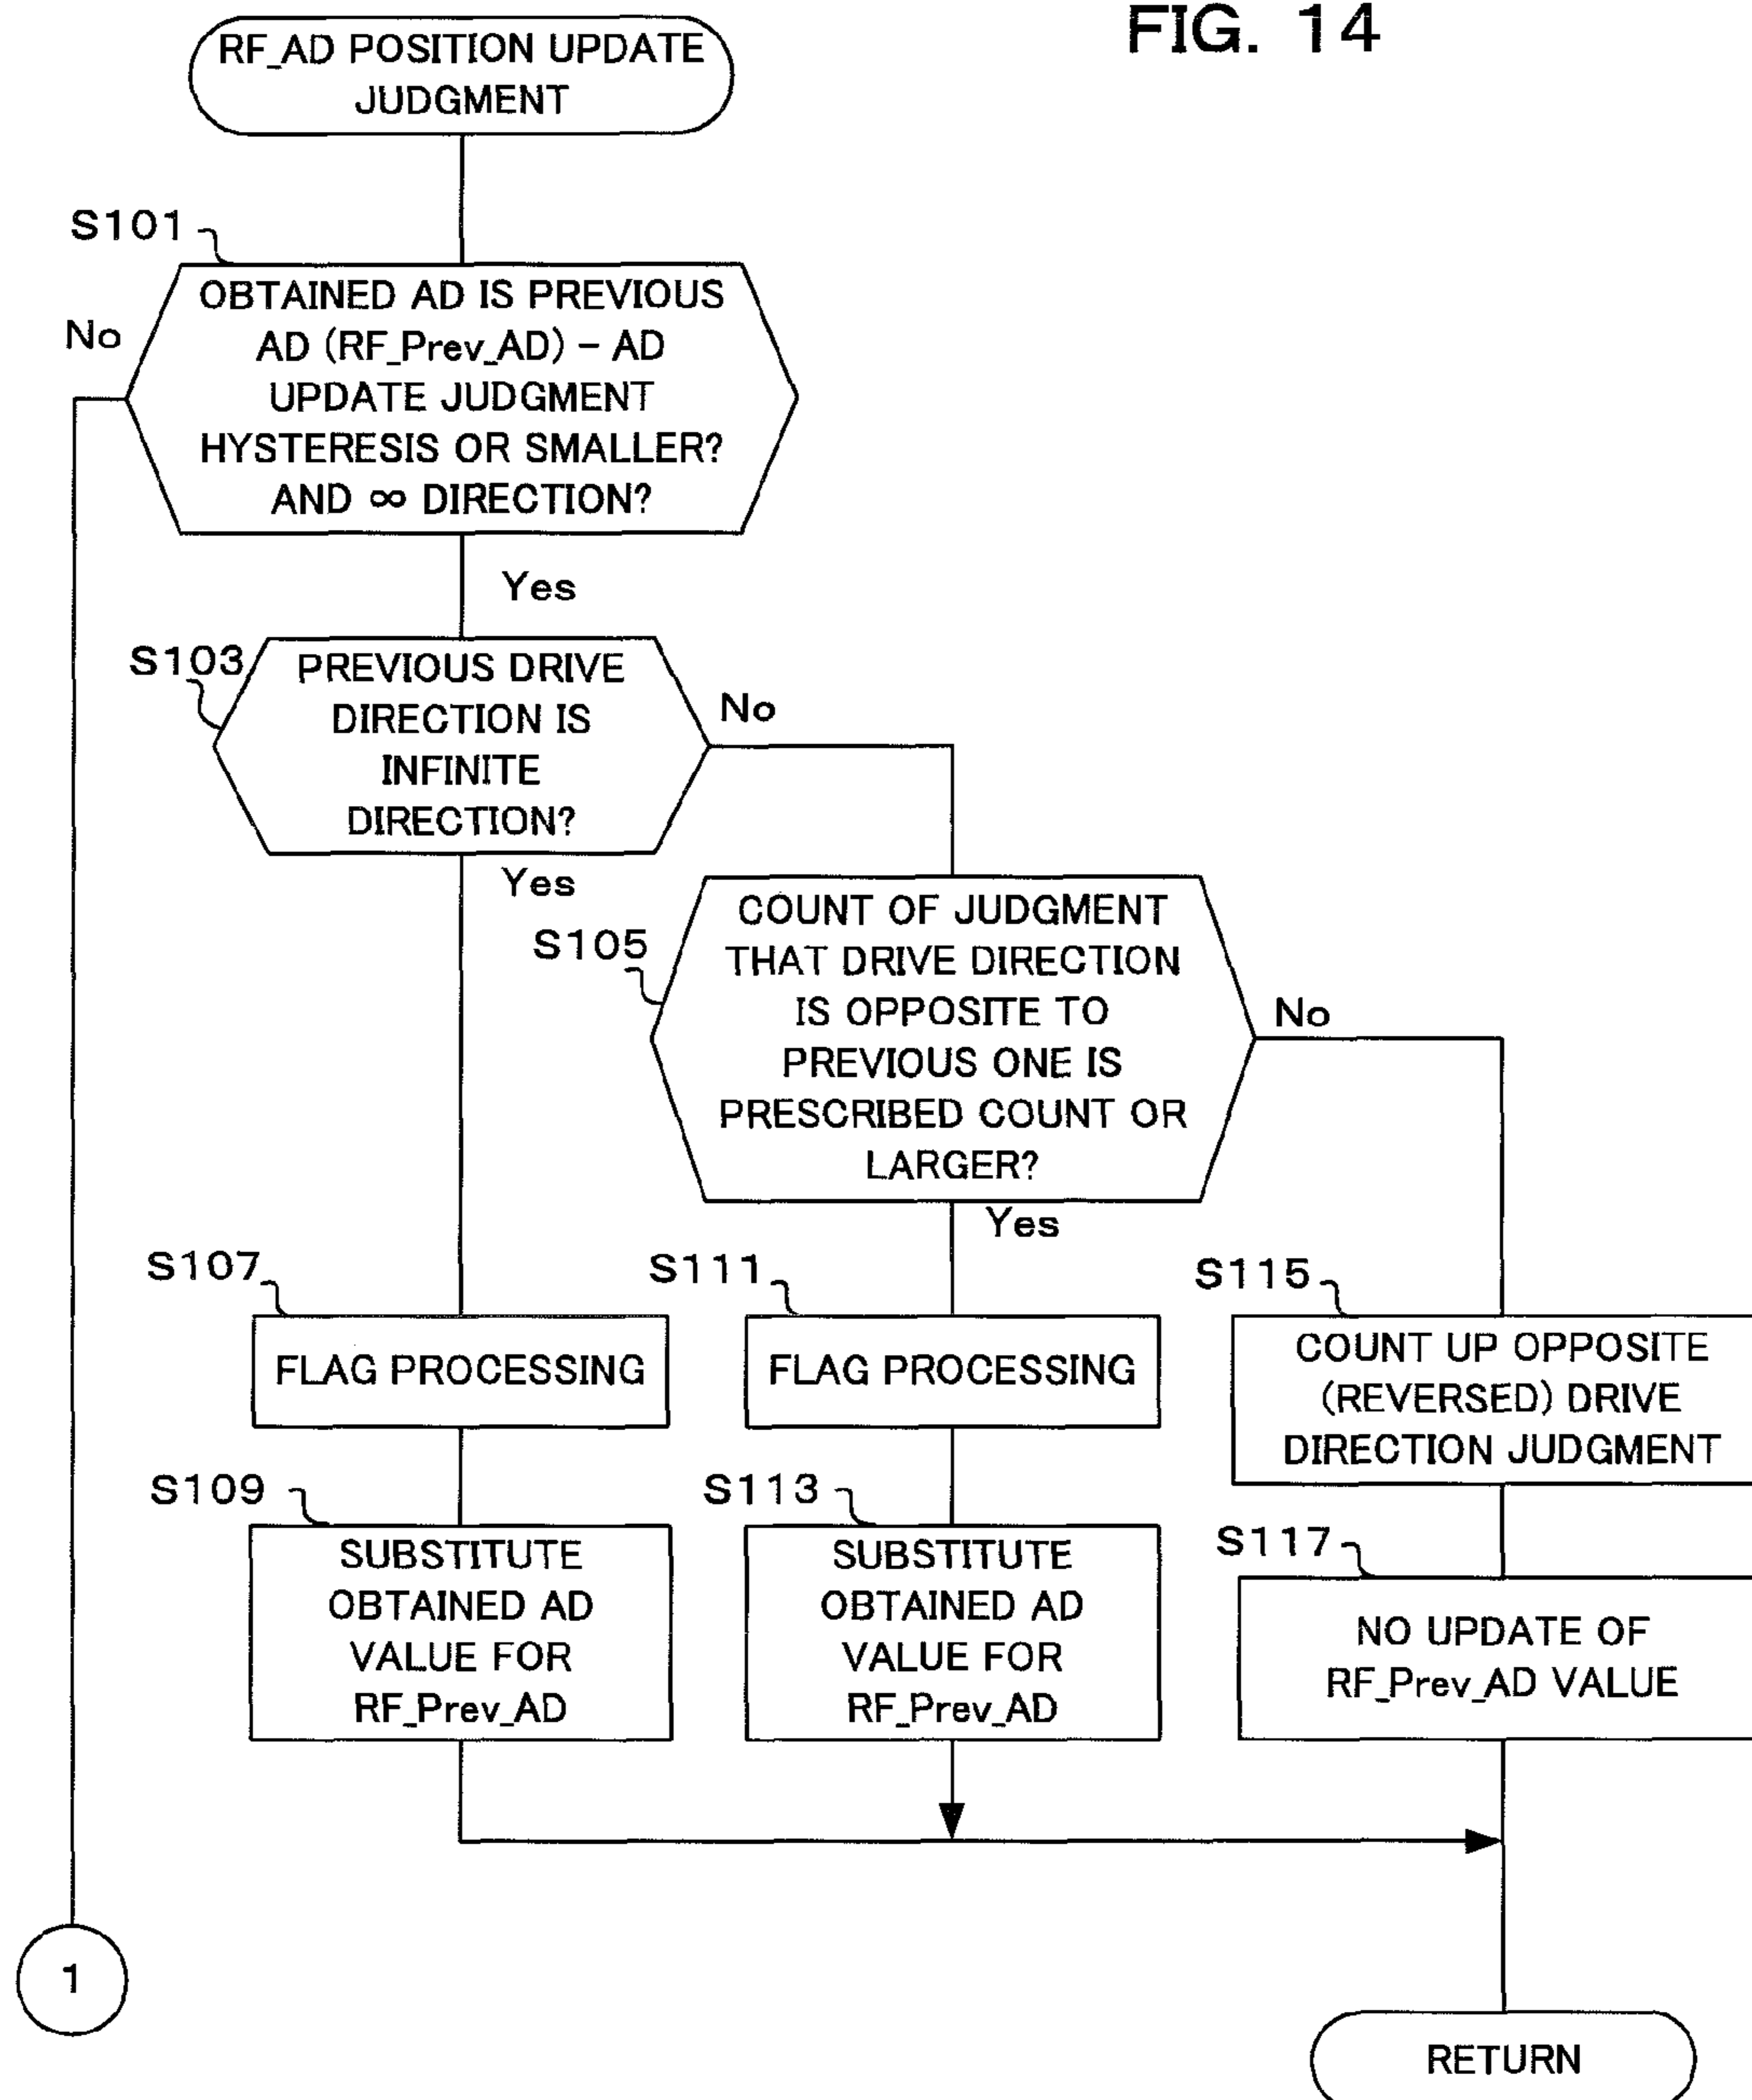 FIG. 14
RF_AD POSITION UPDATE
JUDGMENT
S101
OBTAINED AD IS PREVIOUS
AD (RF_Prev_AD) – AD
UPDATE JUDGMENT
HYSTERESIS OR SMALLER?
AND ∞ DIRECTION?
No
Yes
S103
PREVIOUS DRIVE
DIRECTION IS
INFINITE
DIRECTION?
No
Yes
S105
COUNT OF JUDGMENT
THAT DRIVE DIRECTION
IS OPPOSITE TO
PREVIOUS ONE IS
PRESCRIBED COUNT OR
LARGER?
No
Yes
S107
FLAG PROCESSING
S111
FLAG PROCESSING
S115
COUNT UP OPPOSITE
(REVERSED) DRIVE
DIRECTION JUDGMENT
S109
SUBSTITUTE
OBTAINED AD
VALUE FOR
RF_Prev_AD
S113
SUBSTITUTE
OBTAINED AD
VALUE FOR
RF_Prev_AD
S117
NO UPDATE OF
RF_Prev_AD VALUE
1
RETURN